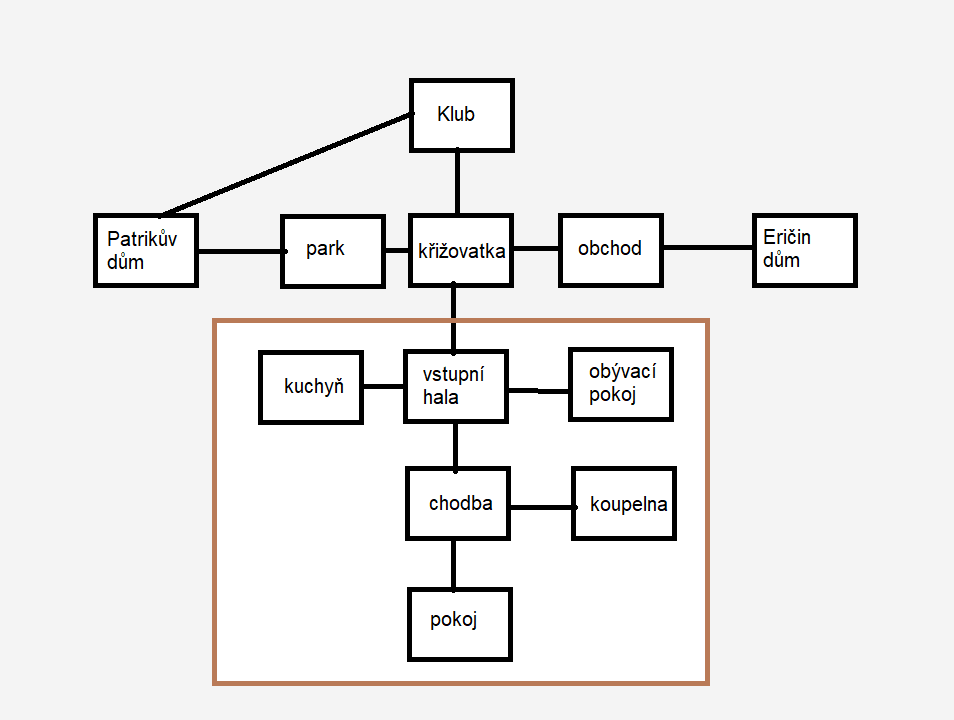 Klub
Patrikův
dům
park
křižovatka
obchod
Eričin
dům
kuchyň
vstupní
hala
obývací
pokoj
chodba
koupelna
pokoj